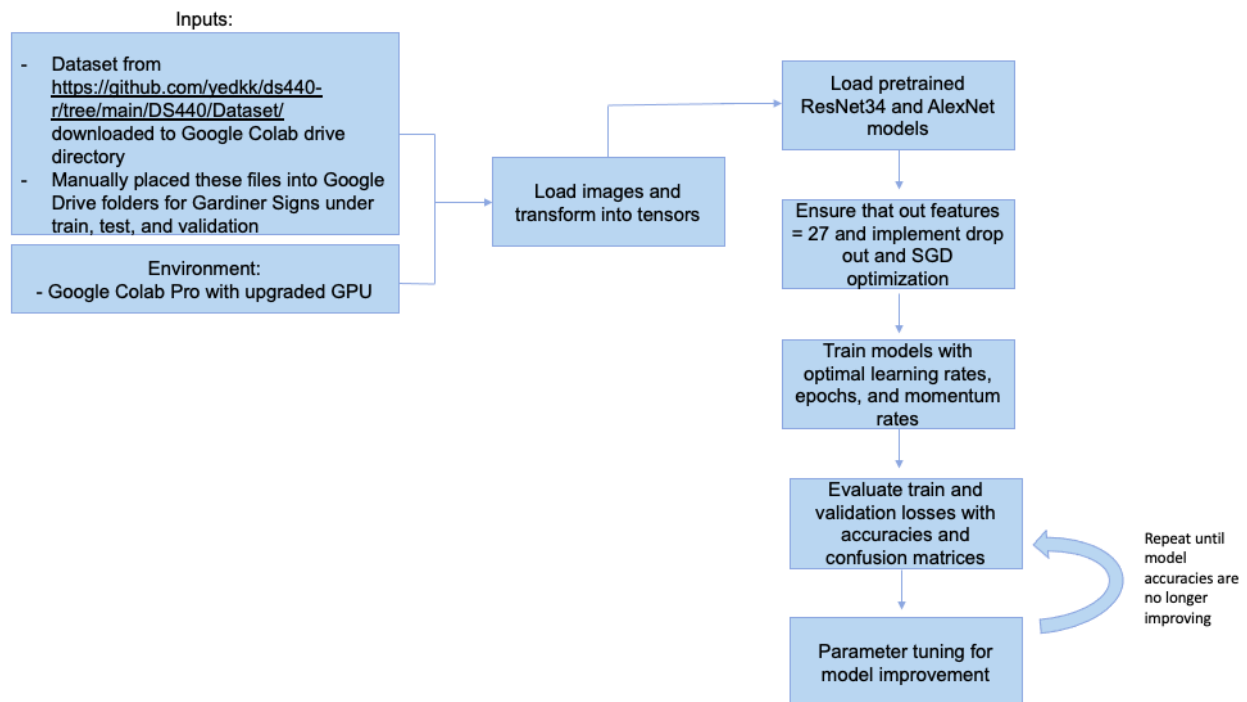 Inputs:
- Dataset from
https://github.com/yedkk/ds440-
r/tree/main/DS440/Dataset/
downloaded to Google Colab drive
directory
- Manually placed these files into Google
Drive folders for Gardiner Signs under
train, test, and validation
Environment:
- Google Colab Pro with upgraded GPU
Load images and
transform into tensors
Load pretrained
ResNet34 and AlexNet
models
Ensure that out features
= 27 and implement drop
out and SGD
optimization
Train models with
optimal learning rates,
epochs, and momentum
rates
Evaluate train and
validation losses with
accuracies and
confusion matrices
Repeat until
model
accuracies are
no longer
improving
Parameter tuning for
model improvement